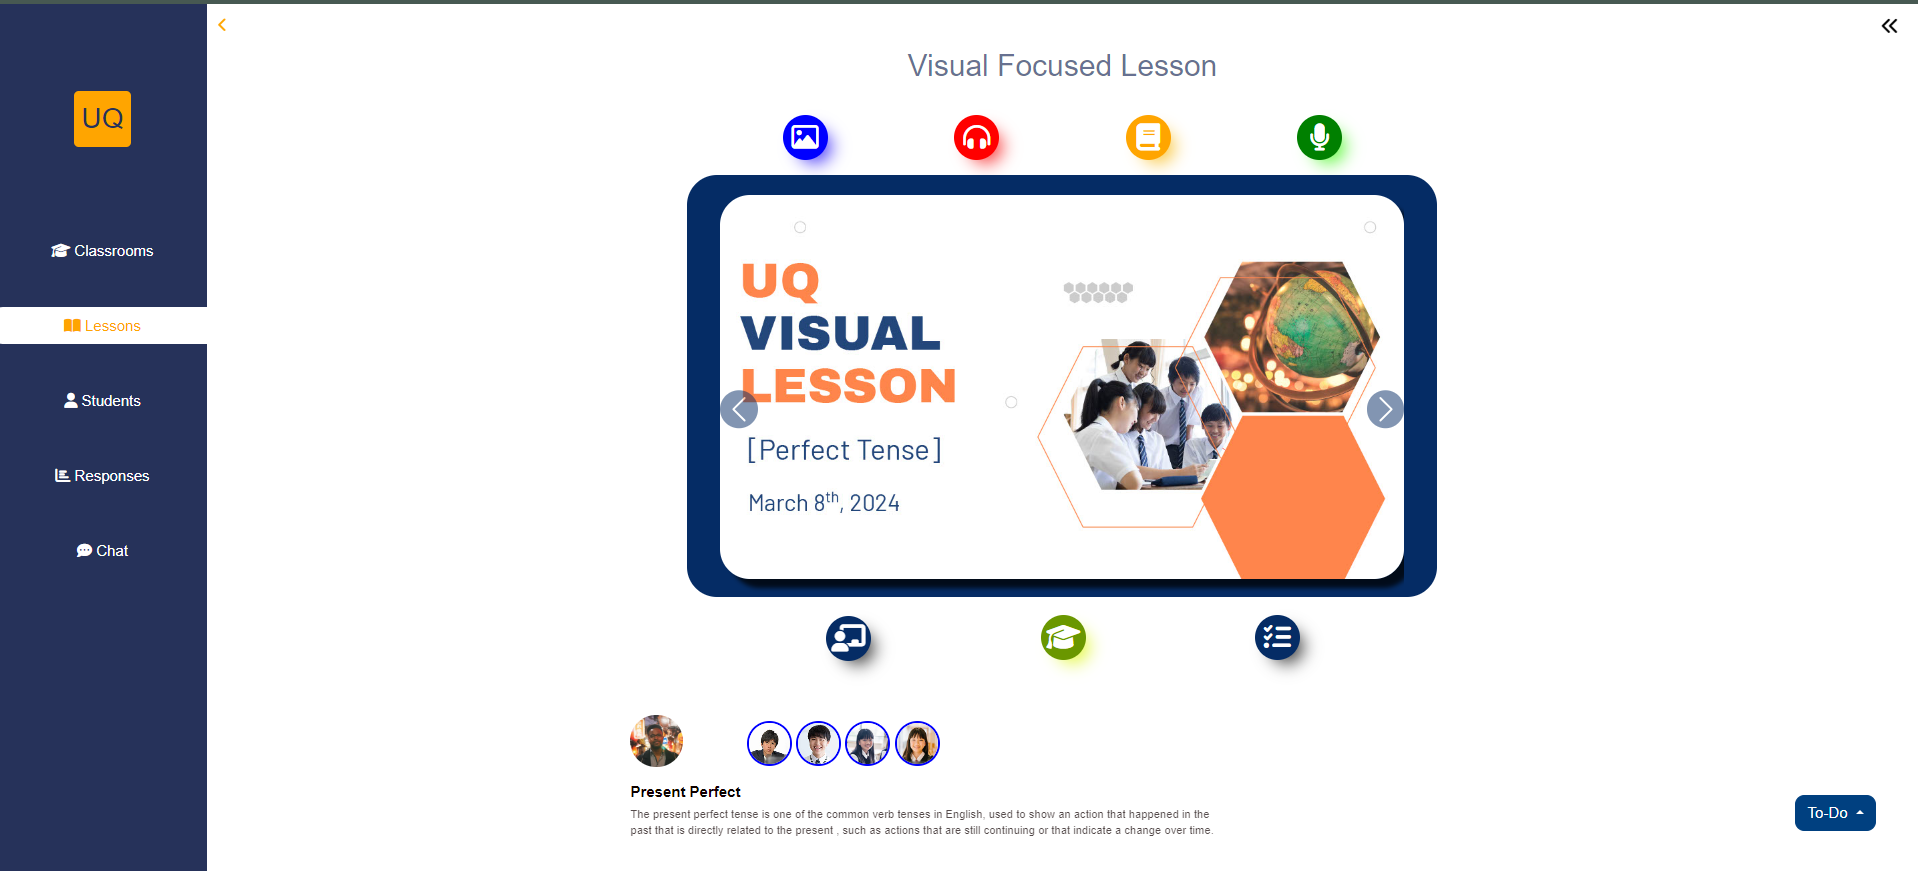 Visual Focused Lesson
UQ
Classrooms
Lessons
Students
Responses
Chat
UQ
VISUAL
LESSON
[Perfect Tense]
March 8th, 2024
Present Perfect
The present perfect tense is one of the common verb tenses in English, used to show an action that happened in the
past that is directly related to the present , such as actions that are still continuing or that indicate a change over time.
To-Do